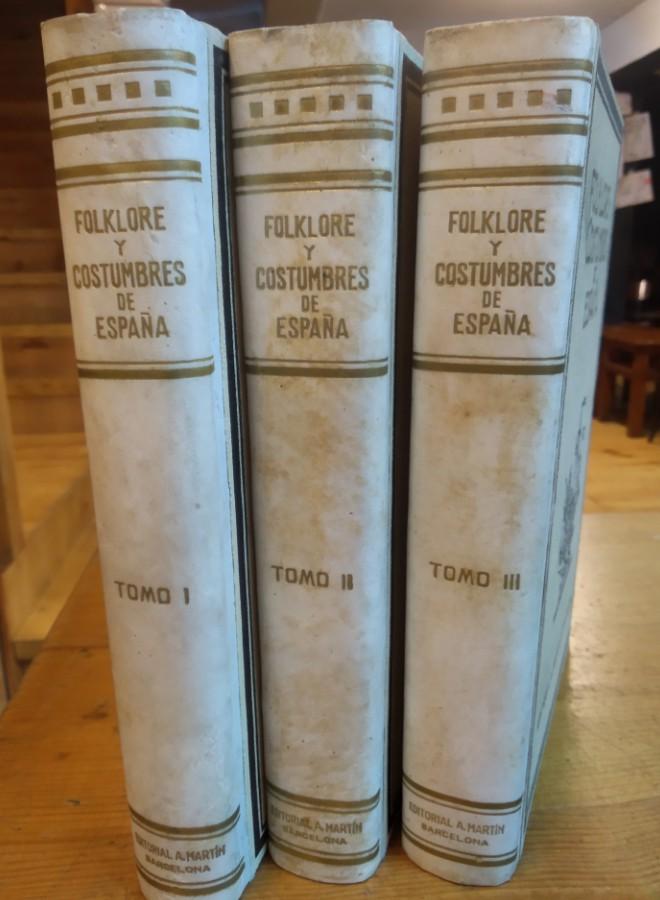 FOLKLORE
Y
COSTUMBRES
DE
ESPAÑA
TOMO I
EDITORIAL A. MARTÍN
BARCELONA
FOLKLORE
Y
COSTUMBRES
DE
ESPAÑA
TOMO II
EDITORIAL A. MARTÍN
BARCELONA
FOLKLORE
Y
COSTUMBRES
DE
ESPAÑA
TOMO III
EDITORIAL A. MARTÍN
BARCELONA